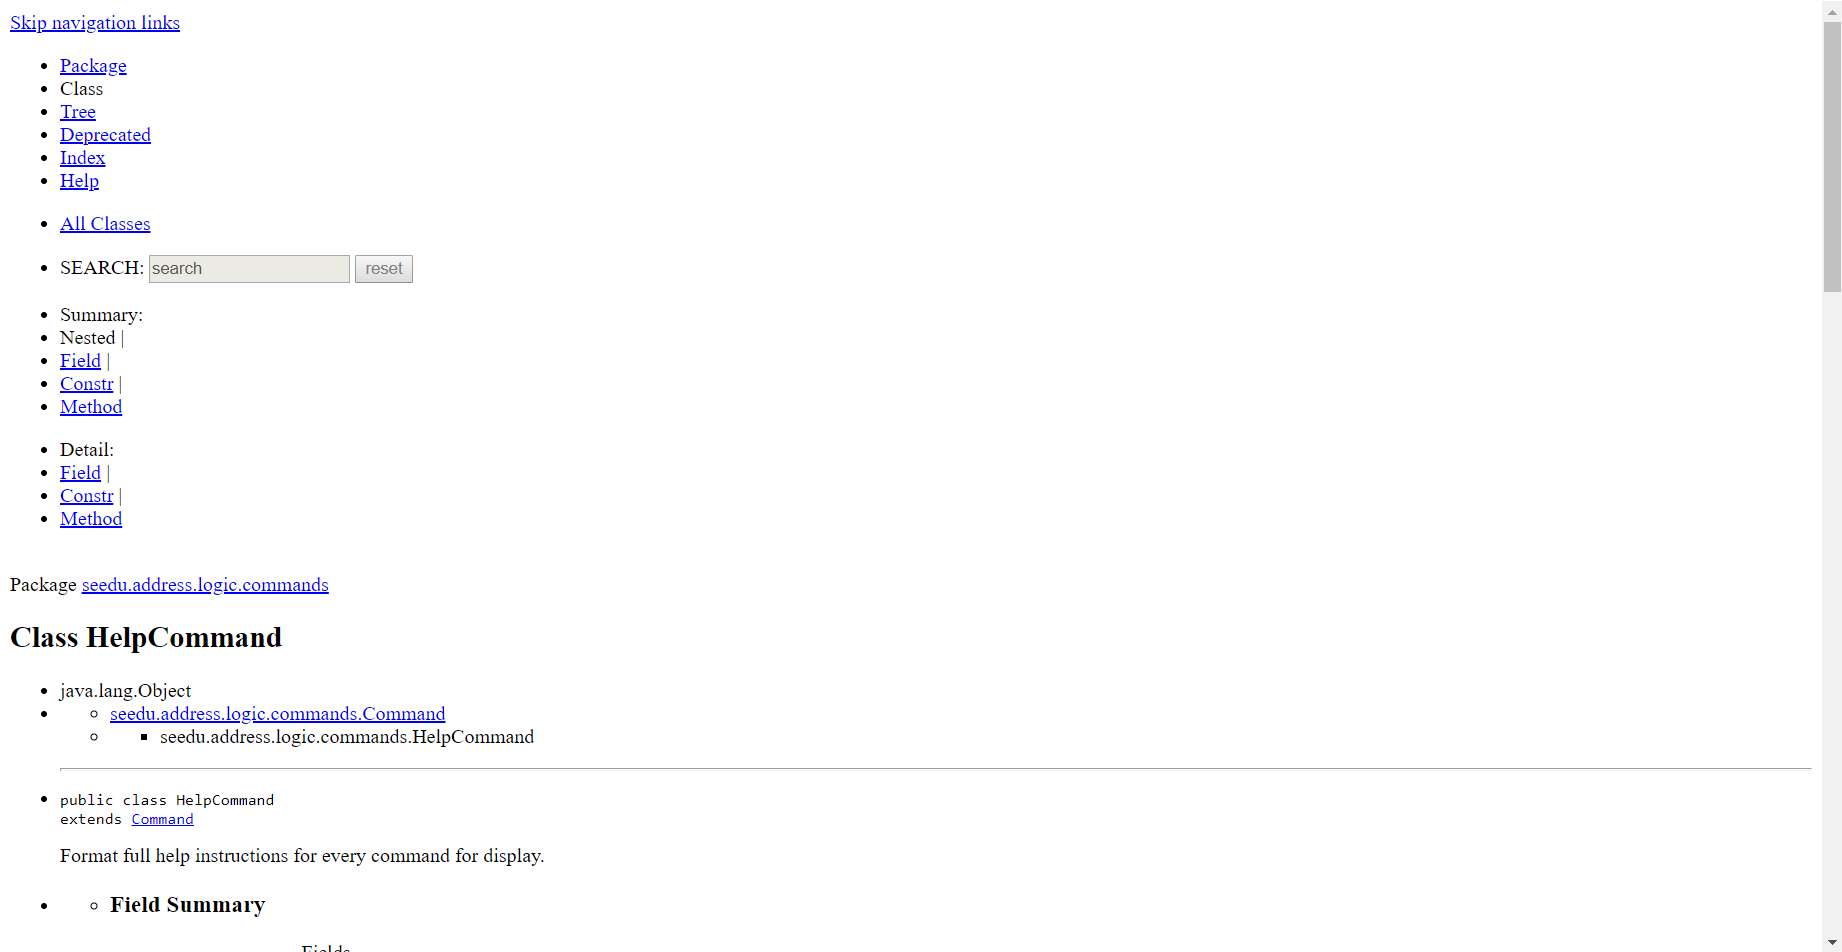 Skip navigation links
Package
Class
Tree
Deprecated
Index
Help
All Classes
SEARCH: search reset
Summary:
Nested |
Field |
Constr |
Method
Detail:
Field |
Constr |
Method
Package seedu.address.logic.commands
Class HelpCommand
java.lang.Object
seedu.address.logic.commands.Command
seedu.address.logic.commands.HelpCommand
public class HelpCommand
extends Command
Format full help instructions for every command for display.
Field Summary
Fields